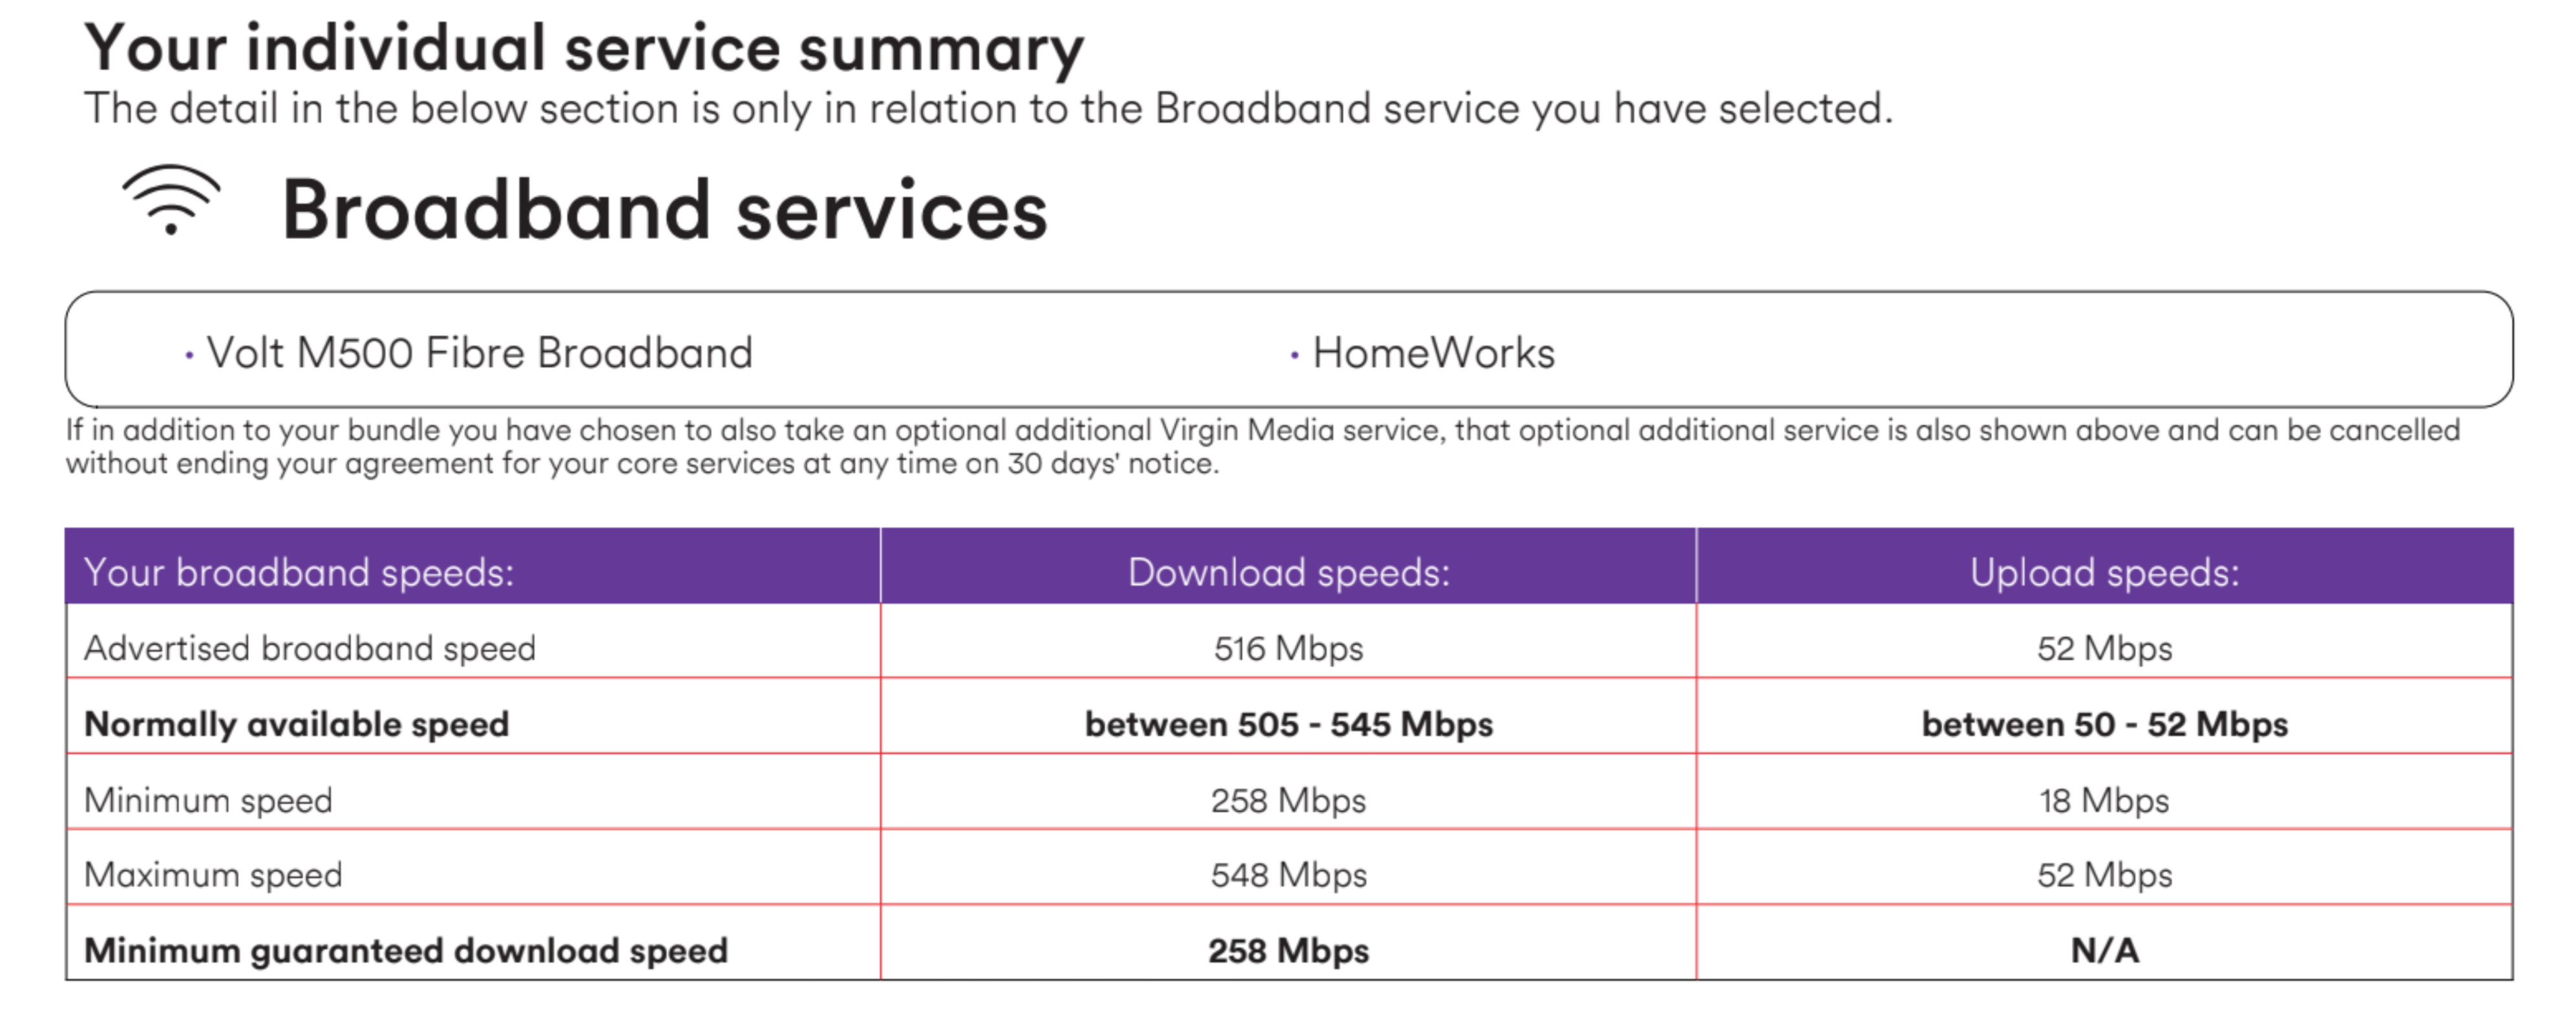 Your individual service summary
The detail in the below section is only in relation to the Broadband service you have selected.
Broadband services
• Volt M500 Fibre Broadband • HomeWorks
If in addition to your bundle you have chosen to also take an optional additional Virgin Media service, that optional additional service is also shown above and can be cancelled
without ending your agreement for your core services at any time on 30 days' notice.
Your broadband speeds: Download speeds: Upload speeds:
Advertised broadband speed 516 Mbps 52 Mbps
Normally available speed between 505 - 545 Mbps between 50 - 52 Mbps
Minimum speed 258 Mbps 18 Mbps
Maximum speed 548 Mbps 52 Mbps
Minimum guaranteed download speed 258 Mbps N/A